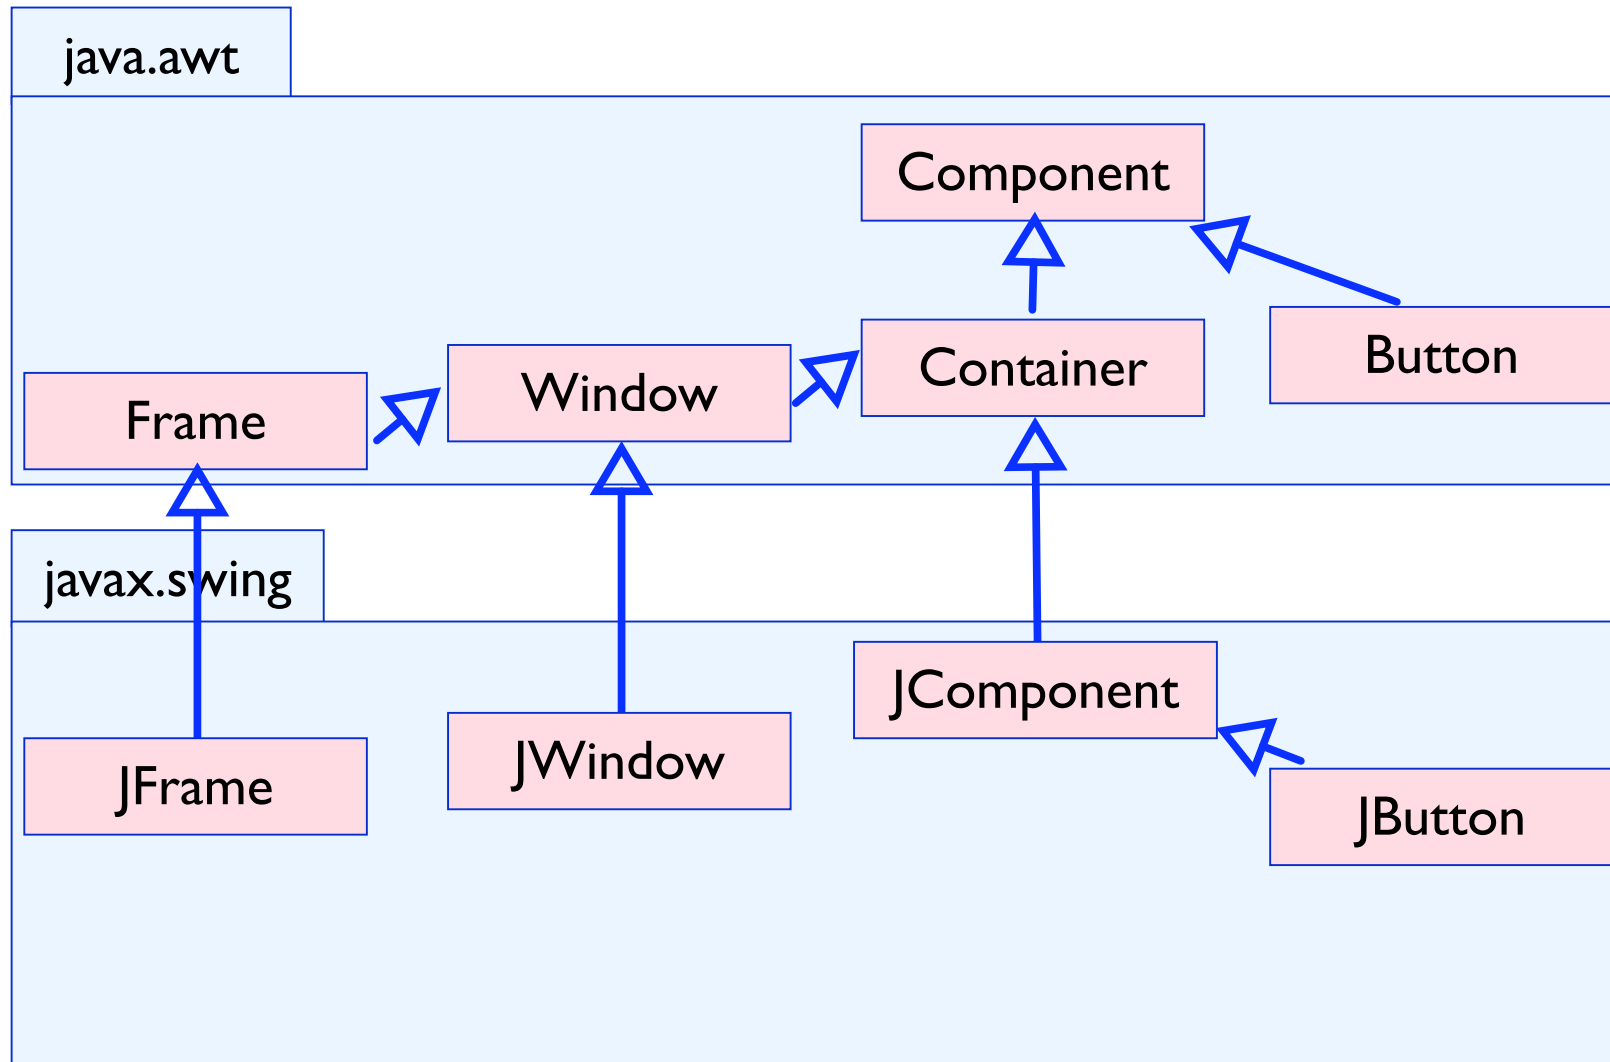 java.awt
Component
Button
Container
Window
Frame
javax.swing
JComponent
JWindow
JFrame
JButton